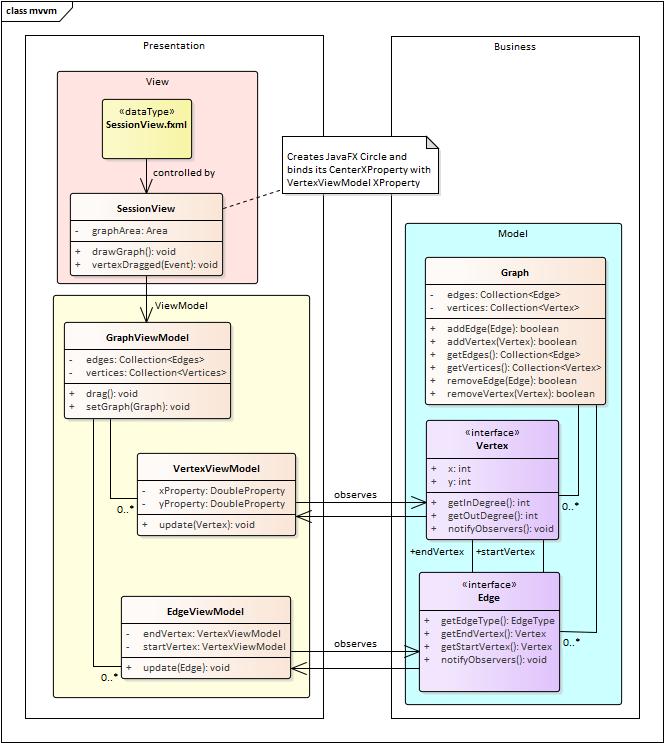 class mvvm
Presentation
View
«dataType»
SessionView.fxml
controlled by
SessionView
- graphArea: Area
+ drawGraph(): void
+ vertexDragged(Event): void
Creates JavaFX Circle and
binds its CenterXProperty with
VertexViewModel XProperty
ViewModel
GraphViewModel
- edges: Collection<Edges>
- vertices: Collection<Vertices>
+ drag(): void
+ setGraph(Graph): void
VertexViewModel
- xProperty: DoubleProperty
- yProperty: DoubleProperty
+ update(Vertex): void
0..*
observes
EdgeViewModel
- endVertex: VertexViewModel
- startVertex: VertexViewModel
+ update(Edge): void
0..*
observes
Business
Model
Graph
- edges: Collection<Edge>
- vertices: Collection<Vertex>
+ addEdge(Edge): boolean
+ addVertex(Vertex): boolean
+ getEdges(): Collection<Edge>
+ getVertices(): Collection<Vertex>
+ removeEdge(Edge): boolean
+ removeVertex(Vertex): boolean
«interface»
Vertex
+ x: int
+ y: int
+ getInDegree(): int
+ getOutDegree(): int
+ notifyObservers(): void
0..*
+endVertex
+startVertex
«interface»
Edge
+ getEdgeType(): EdgeType
+ getEndVertex(): Vertex
+ getStartVertex(): Vertex
+ notifyObservers(): void
0..*